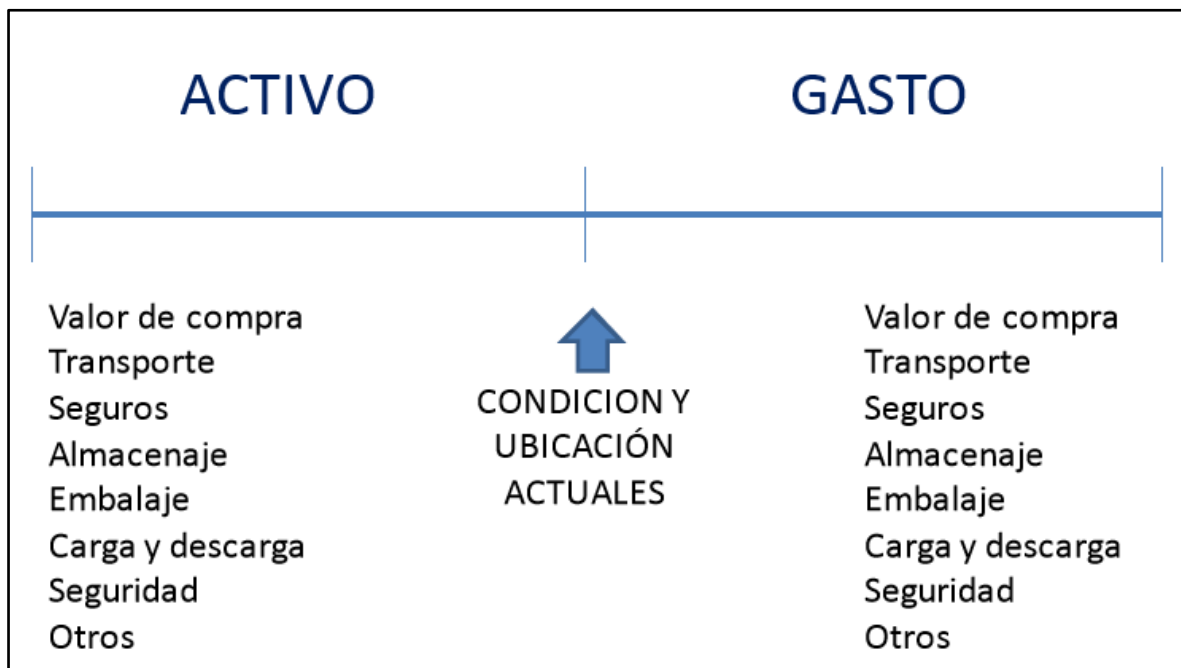 ACTIVO
GASTO
Valor de compra
Transporte
Seguros
Almacenaje
Embalaje
Carga y descarga
Seguridad
Otros
CONDICION Y
UBICACIÓN
ACTUALES
Valor de compra
Transporte
Seguros
Almacenaje
Embalaje
Carga y descarga
Seguridad
Otros